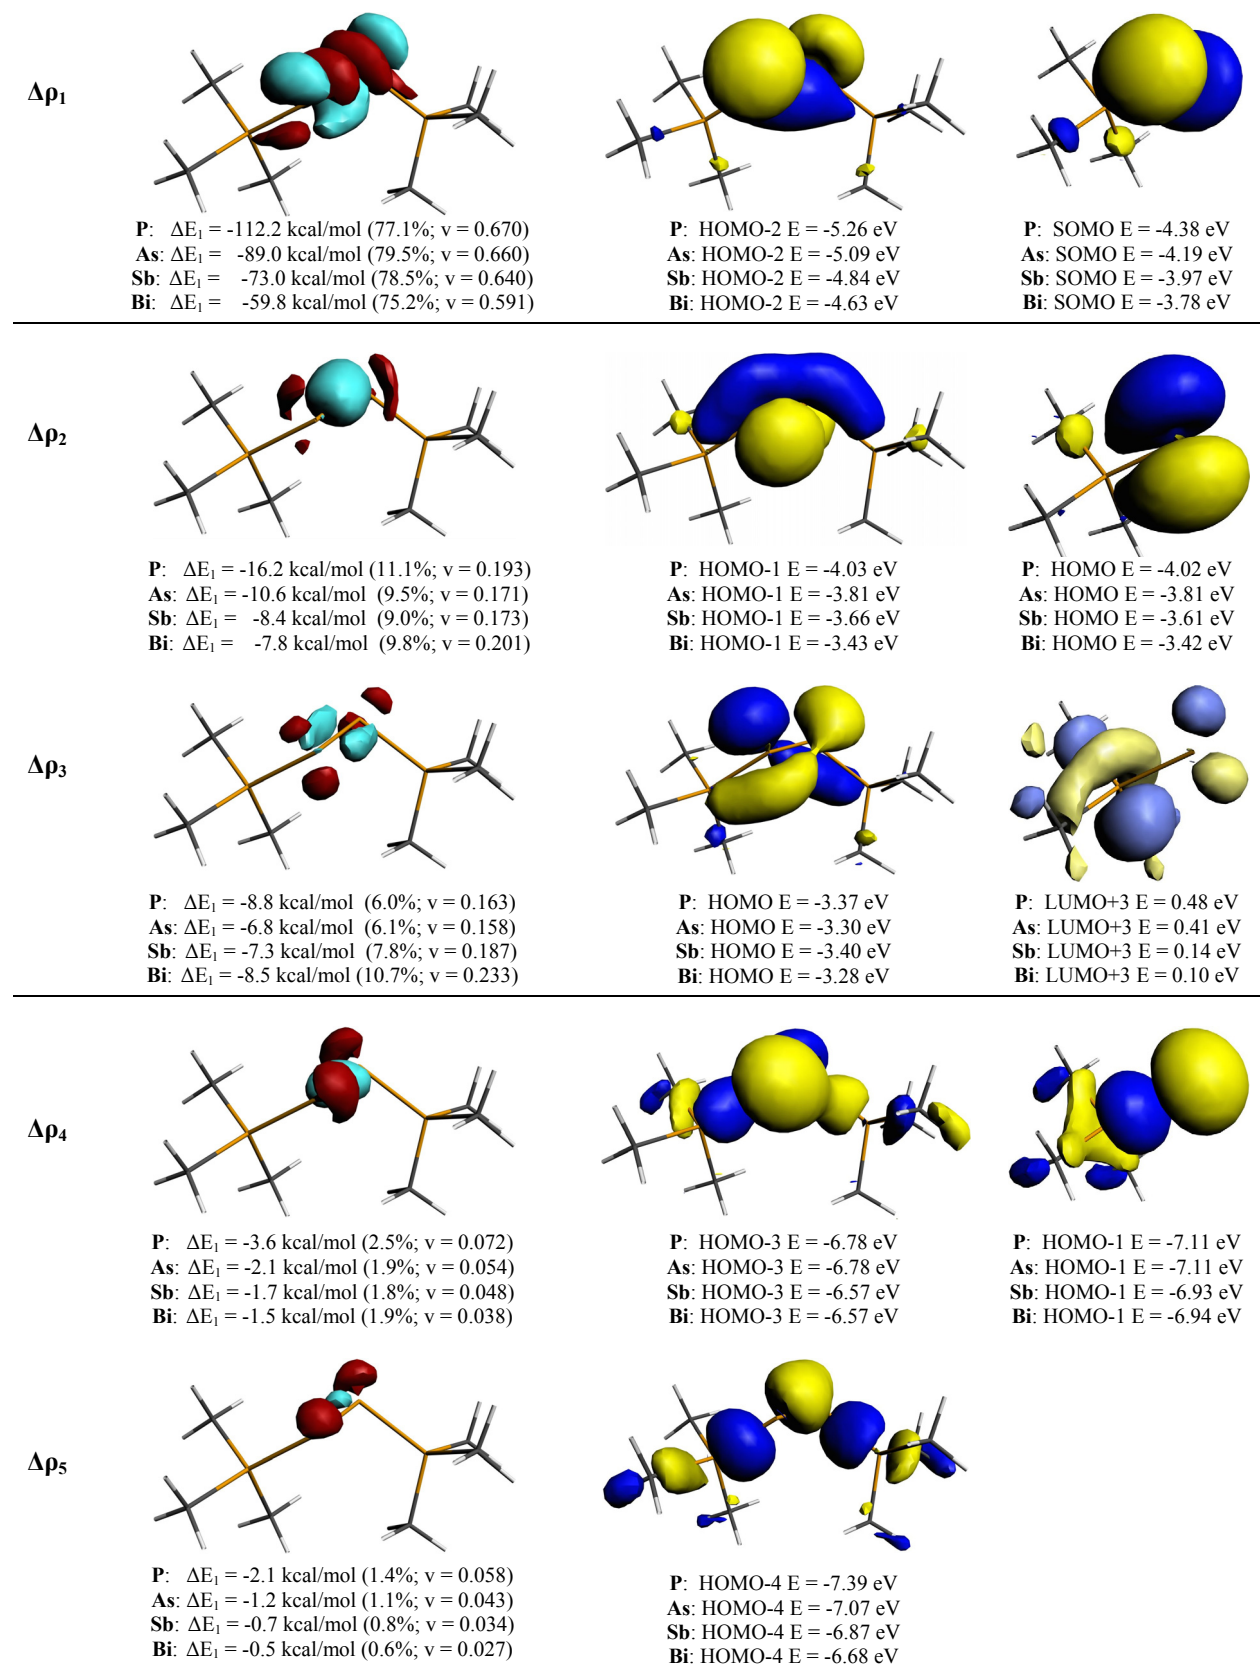 Δρ₁
P: ΔE₁ = -112.2 kcal/mol (77.1%; v = 0.670)
As: ΔE₁ = -89.0 kcal/mol (79.5%; v = 0.660)
Sb: ΔE₁ = -73.0 kcal/mol (78.5%; v = 0.640)
Bi: ΔE₁ = -59.8 kcal/mol (75.2%; v = 0.591)
P: HOMO-2 E = -5.26 eV
As: HOMO-2 E = -5.09 eV
Sb: HOMO-2 E = -4.84 eV
Bi: HOMO-2 E = -4.63 eV
P: SOMO E = -4.38 eV
As: SOMO E = -4.19 eV
Sb: SOMO E = -3.97 eV
Bi: SOMO E = -3.78 eV
Δρ₂
P: ΔE₁ = -16.2 kcal/mol (11.1%; v = 0.193)
As: ΔE₁ = -10.6 kcal/mol (9.5%; v = 0.171)
Sb: ΔE₁ = -8.4 kcal/mol (9.0%; v = 0.173)
Bi: ΔE₁ = -7.8 kcal/mol (9.8%; v = 0.201)
P: HOMO-1 E = -4.03 eV
As: HOMO-1 E = -3.81 eV
Sb: HOMO-1 E = -3.66 eV
Bi: HOMO-1 E = -3.43 eV
P: HOMO E = -4.02 eV
As: HOMO E = -3.81 eV
Sb: HOMO E = -3.61 eV
Bi: HOMO E = -3.42 eV
Δρ₃
P: ΔE₁ = -8.8 kcal/mol (6.0%; v = 0.163)
As: ΔE₁ = -6.8 kcal/mol (6.1%; v = 0.158)
Sb: ΔE₁ = -7.3 kcal/mol (7.8%; v = 0.187)
Bi: ΔE₁ = -8.5 kcal/mol (10.7%; v = 0.233)
P: HOMO E = -3.37 eV
As: HOMO E = -3.30 eV
Sb: HOMO E = -3.40 eV
Bi: HOMO E = -3.28 eV
P: LUMO+3 E = 0.48 eV
As: LUMO+3 E = 0.41 eV
Sb: LUMO+3 E = 0.14 eV
Bi: LUMO+3 E = 0.10 eV
Δρ₄
P: ΔE₁ = -3.6 kcal/mol (2.5%; v = 0.072)
As: ΔE₁ = -2.1 kcal/mol (1.9%; v = 0.054)
Sb: ΔE₁ = -1.7 kcal/mol (1.8%; v = 0.048)
Bi: ΔE₁ = -1.5 kcal/mol (1.9%; v = 0.038)
P: HOMO-3 E = -6.78 eV
As: HOMO-3 E = -6.78 eV
Sb: HOMO-3 E = -6.57 eV
Bi: HOMO-3 E = -6.57 eV
P: HOMO-1 E = -7.11 eV
As: HOMO-1 E = -7.11 eV
Sb: HOMO-1 E = -6.93 eV
Bi: HOMO-1 E = -6.94 eV
Δρ₅
P: ΔE₁ = -2.1 kcal/mol (1.4%; v = 0.058)
As: ΔE₁ = -1.2 kcal/mol (1.1%; v = 0.043)
Sb: ΔE₁ = -0.7 kcal/mol (0.8%; v = 0.034)
Bi: ΔE₁ = -0.5 kcal/mol (0.6%; v = 0.027)
P: HOMO-4 E = -7.39 eV
As: HOMO-4 E = -7.07 eV
Sb: HOMO-4 E = -6.87 eV
Bi: HOMO-4 E = -6.68 eV